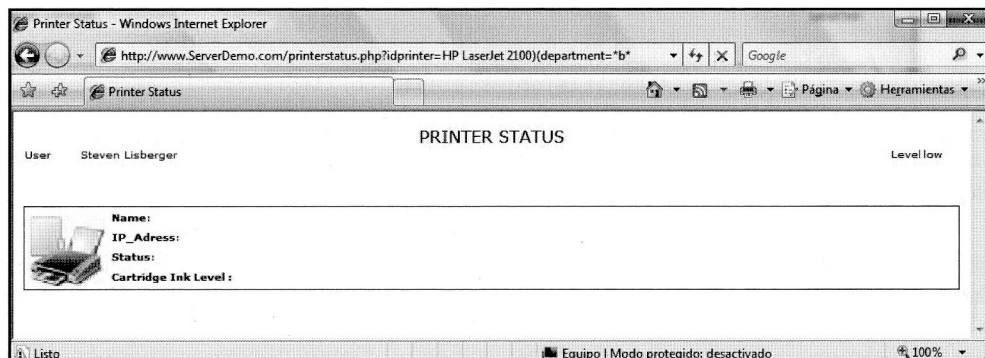 Printer Status - Windows Internet Explorer
http://www.ServerDemo.com/printerstatus.php?idprinter=HP LaserJet 2100)(department=*b*
Google
Printer Status
Página
Herramientas
PRINTER STATUS
User Steven Lisberger Level low
Name:
IP_Adress:
Status:
Cartridge Ink Level :
Listo
Equipo | Modo protegido: desactivado
100%